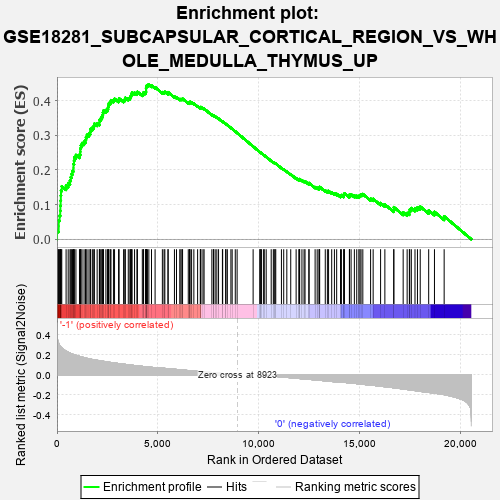 Enrichment plot:
GSE18281_SUBCAPSULAR_CORTICAL_REGION_VS_WH
OLE_MEDULLA_THYMUS_UP
Enrichment score (ES)
0.4
0.3
0.2
0.1
0.0
'-1' (positively correlated)
Ranked list metric (Signal2Noise)
0.4
0.2
0.0
-0.2
-0.4
Zero cross at 8923
'0' (negatively correlated)
0
5,000
10,000
15,000
20,000
Rank in Ordered Dataset
Enrichment profile
Hits
Ranking metric scores